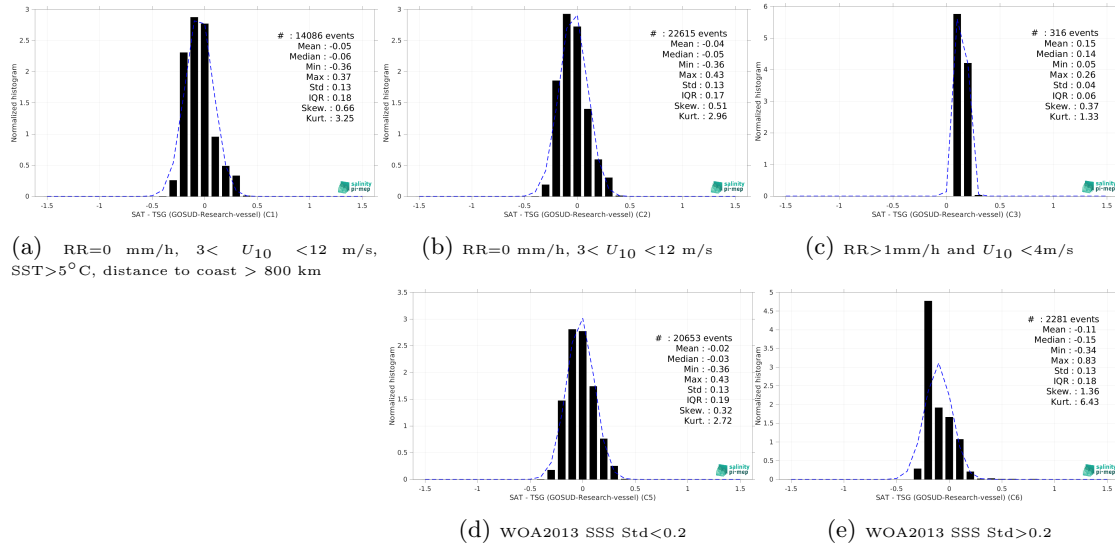 3
2.5
2
1.5
1
0.5
0
Normalized histogram
# : 14086 events
Mean : -0.05
Median : -0.06
Min : -0.36
Max : 0.37
Std : 0.13
IQR : 0.18
Skew. : 0.66
Kurt. : 3.25
salinity
pi-mep
-1.5 -1 -0.5 0 0.5 1 1.5
SAT - TSG (GOSUD-Research-vessel) (C1)
(a) RR=0 mm/h, 3< U10 <12 m/s,
SST>5°C, distance to coast > 800 km
3
2.5
2
1.5
1
0.5
0
Normalized histogram
# : 22615 events
Mean : -0.04
Median : -0.05
Min : -0.36
Max : 0.43
Std : 0.13
IQR : 0.17
Skew. : 0.51
Kurt. : 2.96
salinity
pi-mep
-1.5 -1 -0.5 0 0.5 1 1.5
SAT - TSG (GOSUD-Research-vessel) (C2)
(b) RR=0 mm/h, 3< U10 <12 m/s
6
5
4
3
2
1
0
Normalized histogram
# : 316 events
Mean : 0.15
Median : 0.14
Min : 0.05
Max : 0.26
Std : 0.04
IQR : 0.06
Skew. : 0.37
Kurt. : 1.33
salinity
pi-mep
-1.5 -1 -0.5 0 0.5 1 1.5
SAT - TSG (GOSUD-Research-vessel) (C3)
(c) RR>1mm/h and U10 <4m/s
3.5
3
2.5
2
1.5
1
0.5
0
Normalized histogram
# : 20653 events
Mean : -0.02
Median : -0.03
Min : -0.36
Max : 0.43
Std : 0.13
IQR : 0.19
Skew. : 0.32
Kurt. : 2.72
salinity
pi-mep
-1.5 -1 -0.5 0 0.5 1 1.5
SAT - TSG (GOSUD-Research-vessel) (C5)
(d) WOA2013 SSS Std<0.2
5
4.5
4
3.5
3
2.5
2
1.5
1
0.5
0
Normalized histogram
# : 2281 events
Mean : -0.11
Median : -0.15
Min : -0.34
Max : 0.83
Std : 0.13
IQR : 0.18
Skew. : 1.36
Kurt. : 6.43
salinity
pi-mep
-1.5 -1 -0.5 0 0.5 1 1.5
SAT - TSG (GOSUD-Research-vessel) (C6)
(e) WOA2013 SSS Std>0.2